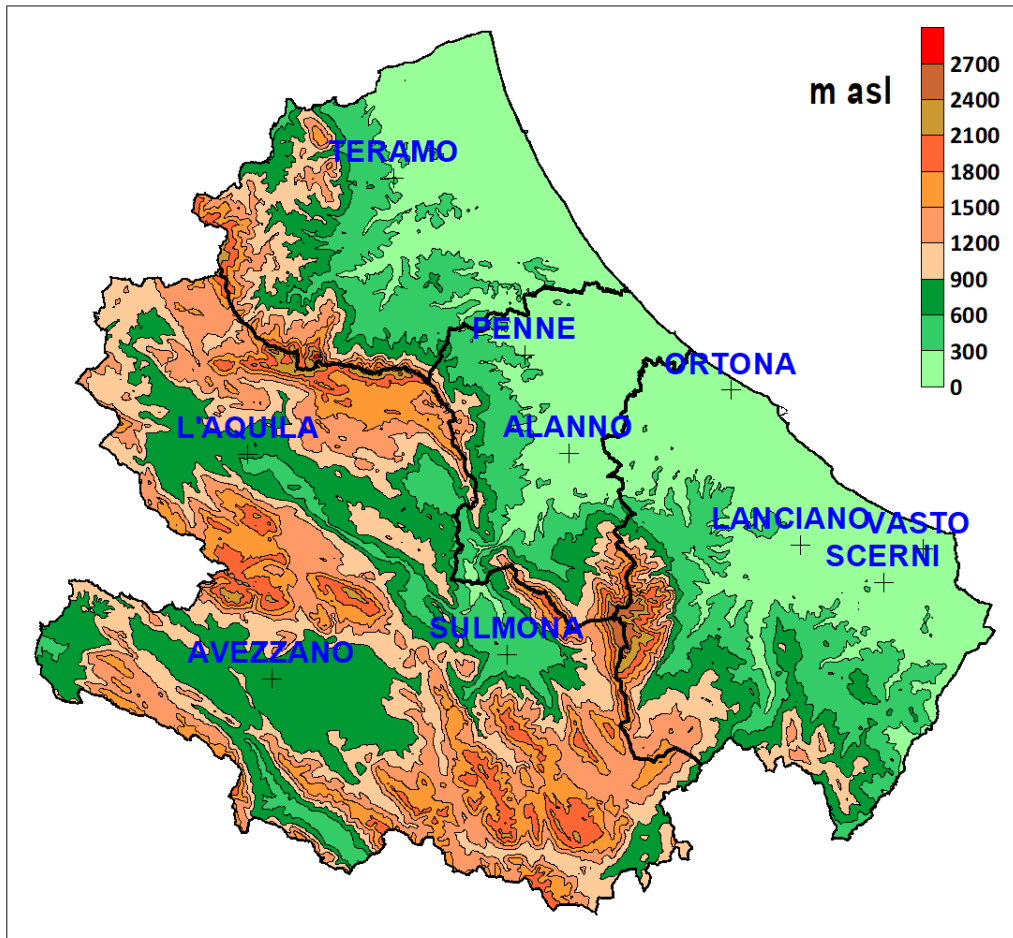 m asl
2700
2400
2100
1800
1500
1200
900
600
300
0
TERAMO
PENNE
ORTONA
L'AQUILA
ALANNO
LANCIANO
VASTO
SCERNI
SULMONA
AVEZZANO